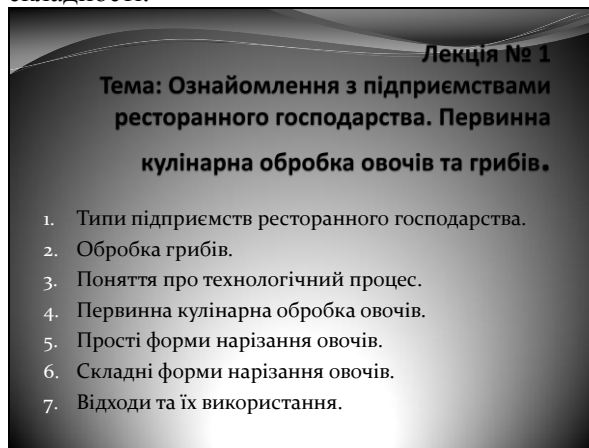 Лекція № 1
Тема: Ознайомлення з підприємствами
ресторанного господарства. Первинна
кулінарна обробка овочів та грибів.
1. Типи підприємств ресторанного господарства.
2. Обробка грибів.
3. Поняття про технологічний процес.
4. Первинна кулінарна обробка овочів.
5. Прості форми нарізання овочів.
6. Складні форми нарізання овочів.
7. Відходи та їх використання.